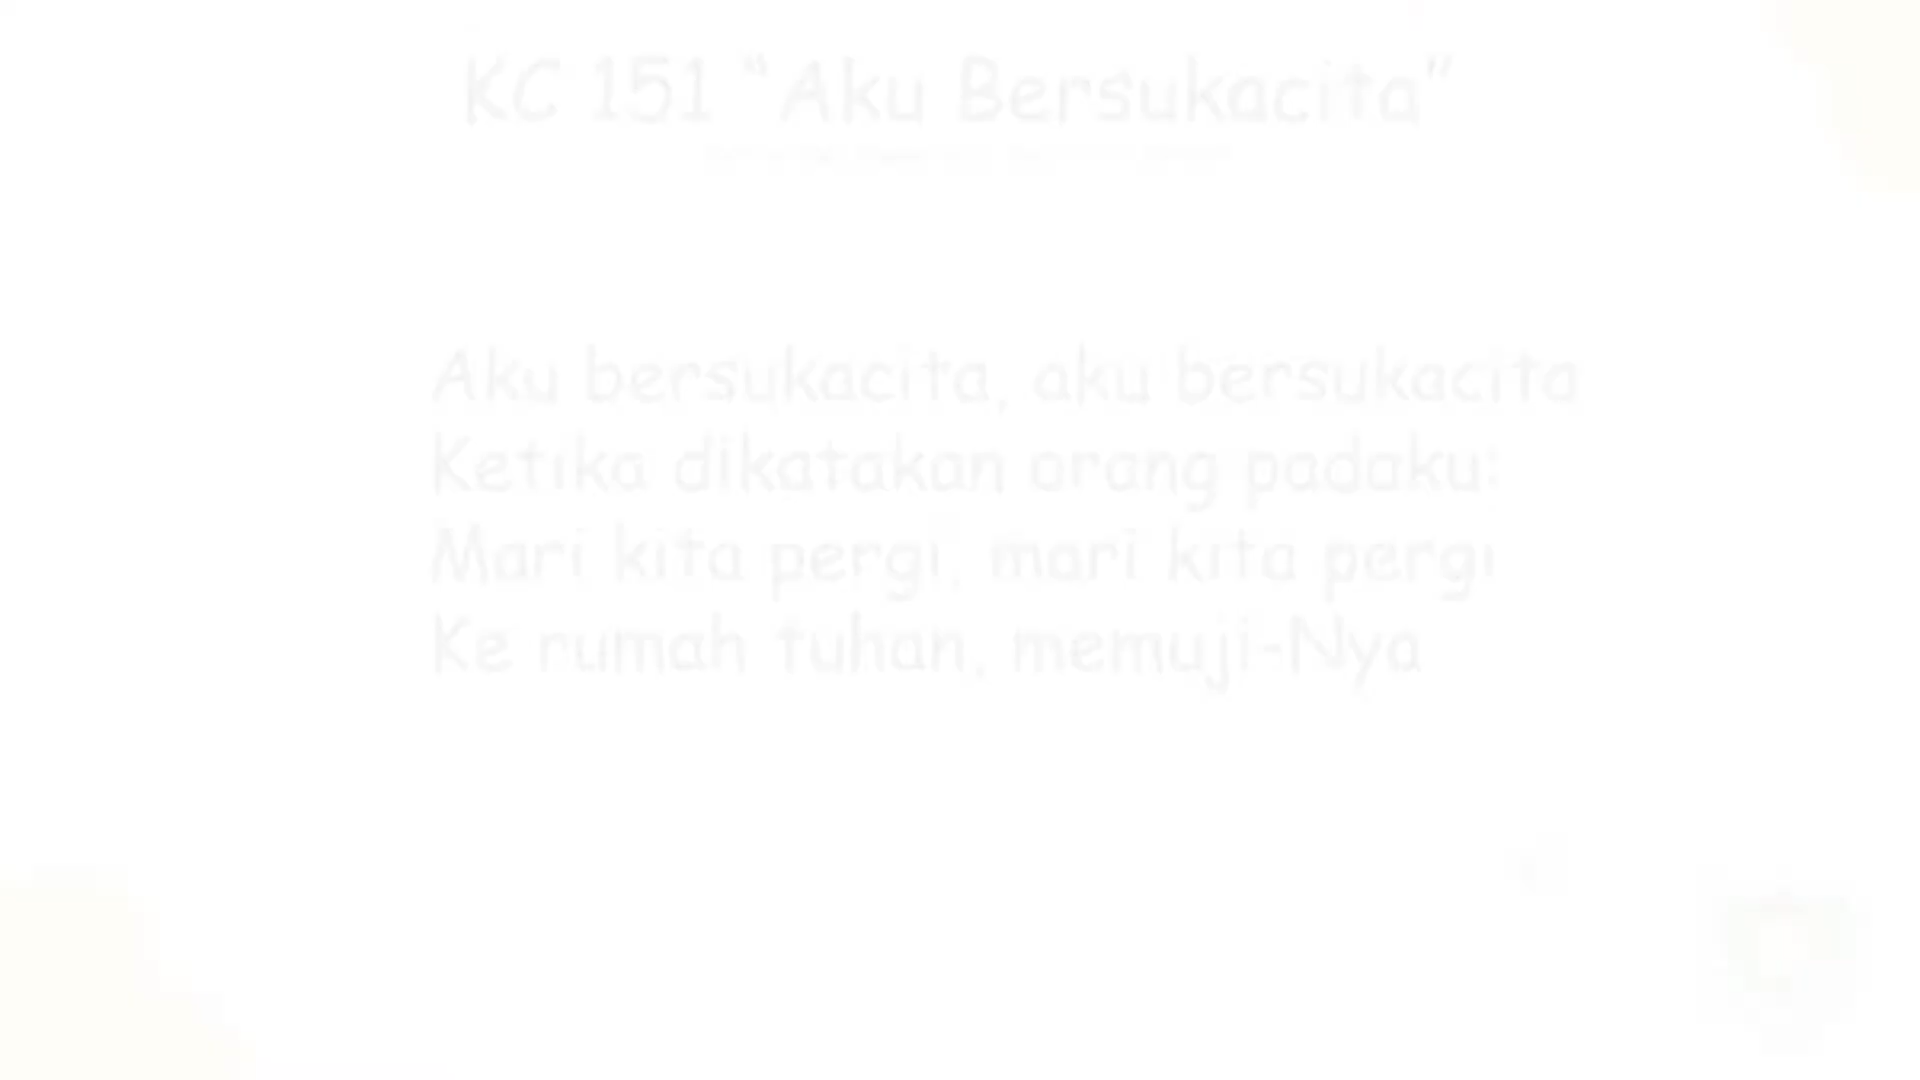 KC 151 “Aku Bersukacita”
Aku bersukacita, aku bersukacita
Ketika dikatakan orang padaku:
Mari kita pergi, mari kita pergi
Ke rumah tuhan, memuji-Nya